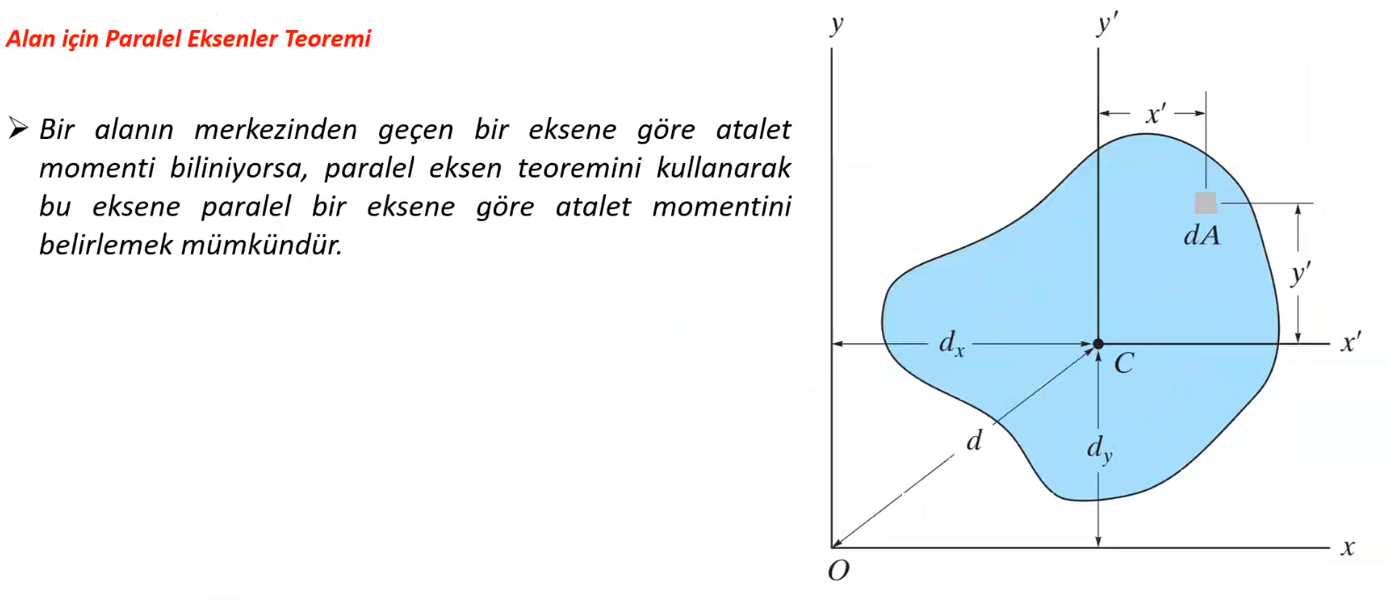 Alan için Paralel Eksenler Teoremi
➢ Bir alanın merkezinden geçen bir eksene göre atalet
momenti biliniyorsa, paralel eksen teoremini kullanarak
bu eksene paralel bir eksene göre atalet momentini
belirlemek mümkündür.
y
y'
x'
dA
y'
dₓ
x'
C
d
d_y
x
O